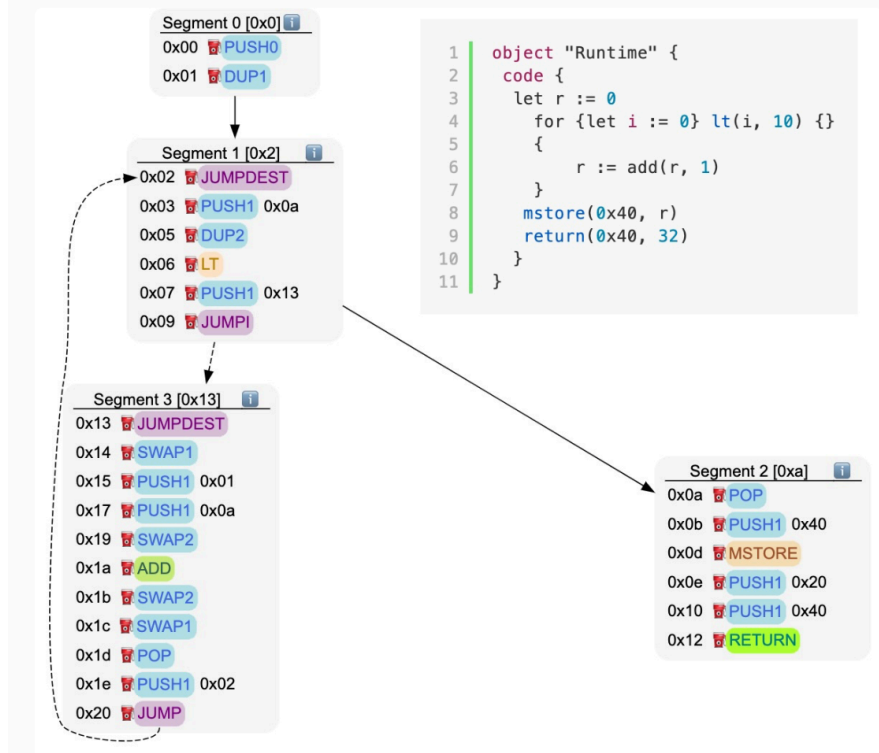 Segment 0 [0x0]
0x00 PUSH0
0x01 DUP1
Segment 1 [0x2]
0x02 JUMPDEST
0x03 PUSH1 0x0a
0x05 DUP2
0x06 LT
0x07 PUSH1 0x13
0x09 JUMPI
Segment 3 [0x13]
0x13 JUMPDEST
0x14 SWAP1
0x15 PUSH1 0x01
0x17 PUSH1 0x0a
0x19 SWAP2
0x1a ADD
0x1b SWAP2
0x1c SWAP1
0x1d POP
0x1e PUSH1 0x02
0x20 JUMP
1 object "Runtime" {
2 code {
3 let r := 0
4 for {let i := 0} lt(i, 10) {}
5 {
6 r := add(r, 1)
7 }
8 mstore(0x40, r)
9 return(0x40, 32)
10 }
11 }
Segment 2 [0xa]
0x0a POP
0x0b PUSH1 0x40
0x0d MSTORE
0x0e PUSH1 0x20
0x10 PUSH1 0x40
0x12 RETURN